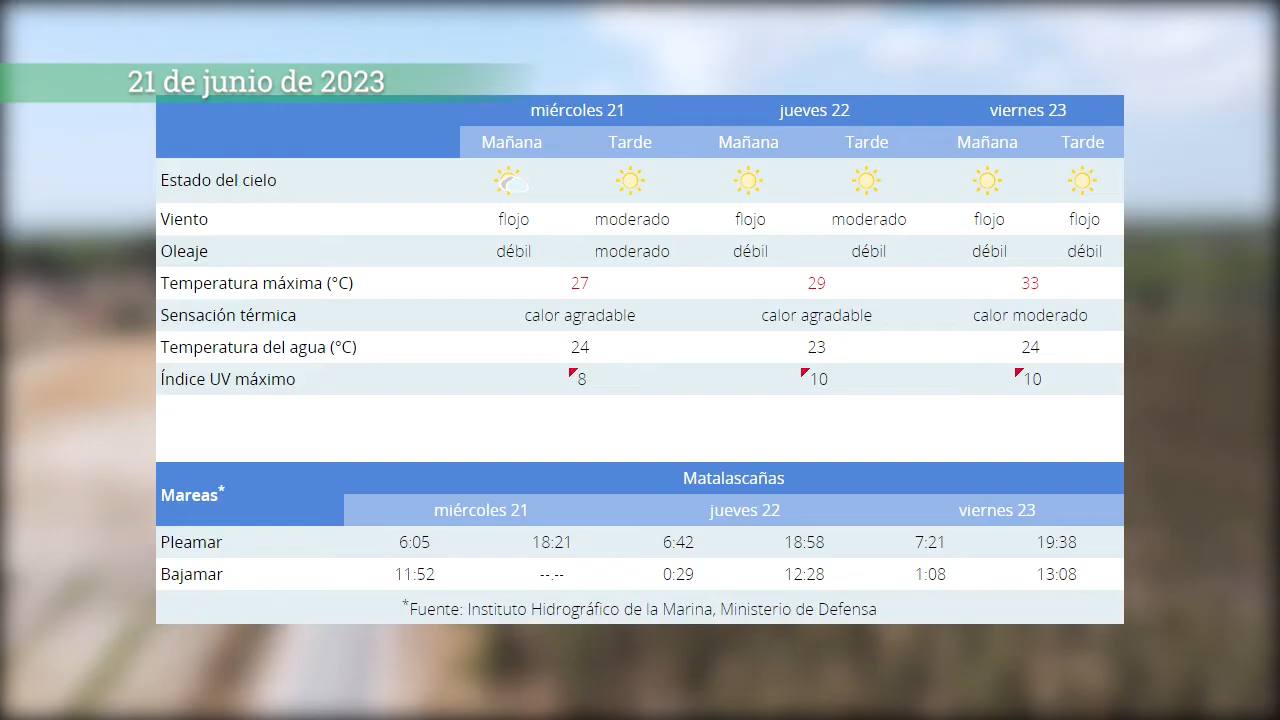 21 de junio de 2023
miércoles 21 jueves 22 viernes 23
Mañana Tarde Mañana Tarde Mañana Tarde
Estado del cielo
Viento flojo moderado flojo moderado flojo flojo
Oleaje débil moderado débil débil débil débil
Temperatura máxima (°C) 27 29 33
Sensación térmica calor agradable calor agradable calor moderado
Temperatura del agua (°C) 24 23 24
Índice UV máximo 8 10 10
Mareas* Matalascañas
miércoles 21 jueves 22 viernes 23
Pleamar 6:05 18:21 6:42 18:58 7:21 19:38
Bajamar 11:52 --.-- 0:29 12:28 1:08 13:08
*Fuente: Instituto Hidrográfico de la Marina, Ministerio de Defensa